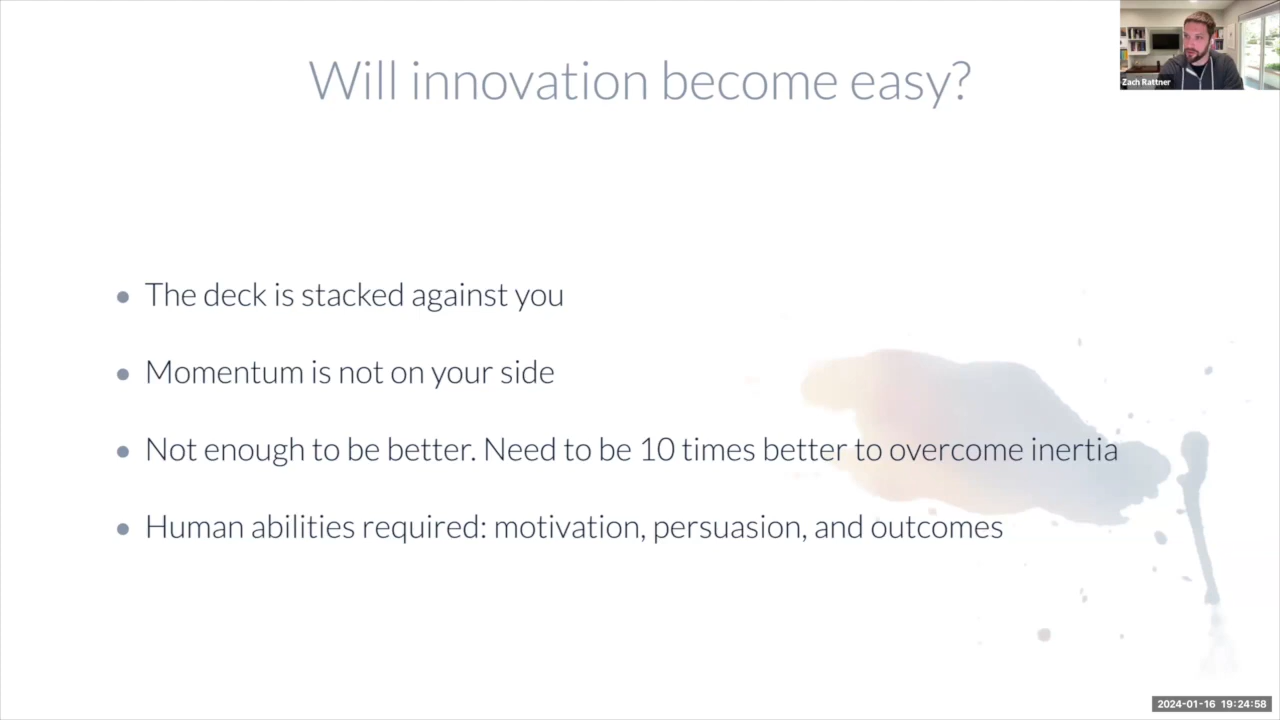 Will innovation become easy?
Zach Rattner
• The deck is stacked against you
• Momentum is not on your side
• Not enough to be better. Need to be 10 times better to overcome inertia
• Human abilities required: motivation, persuasion, and outcomes
2024-01-16 19:24:58